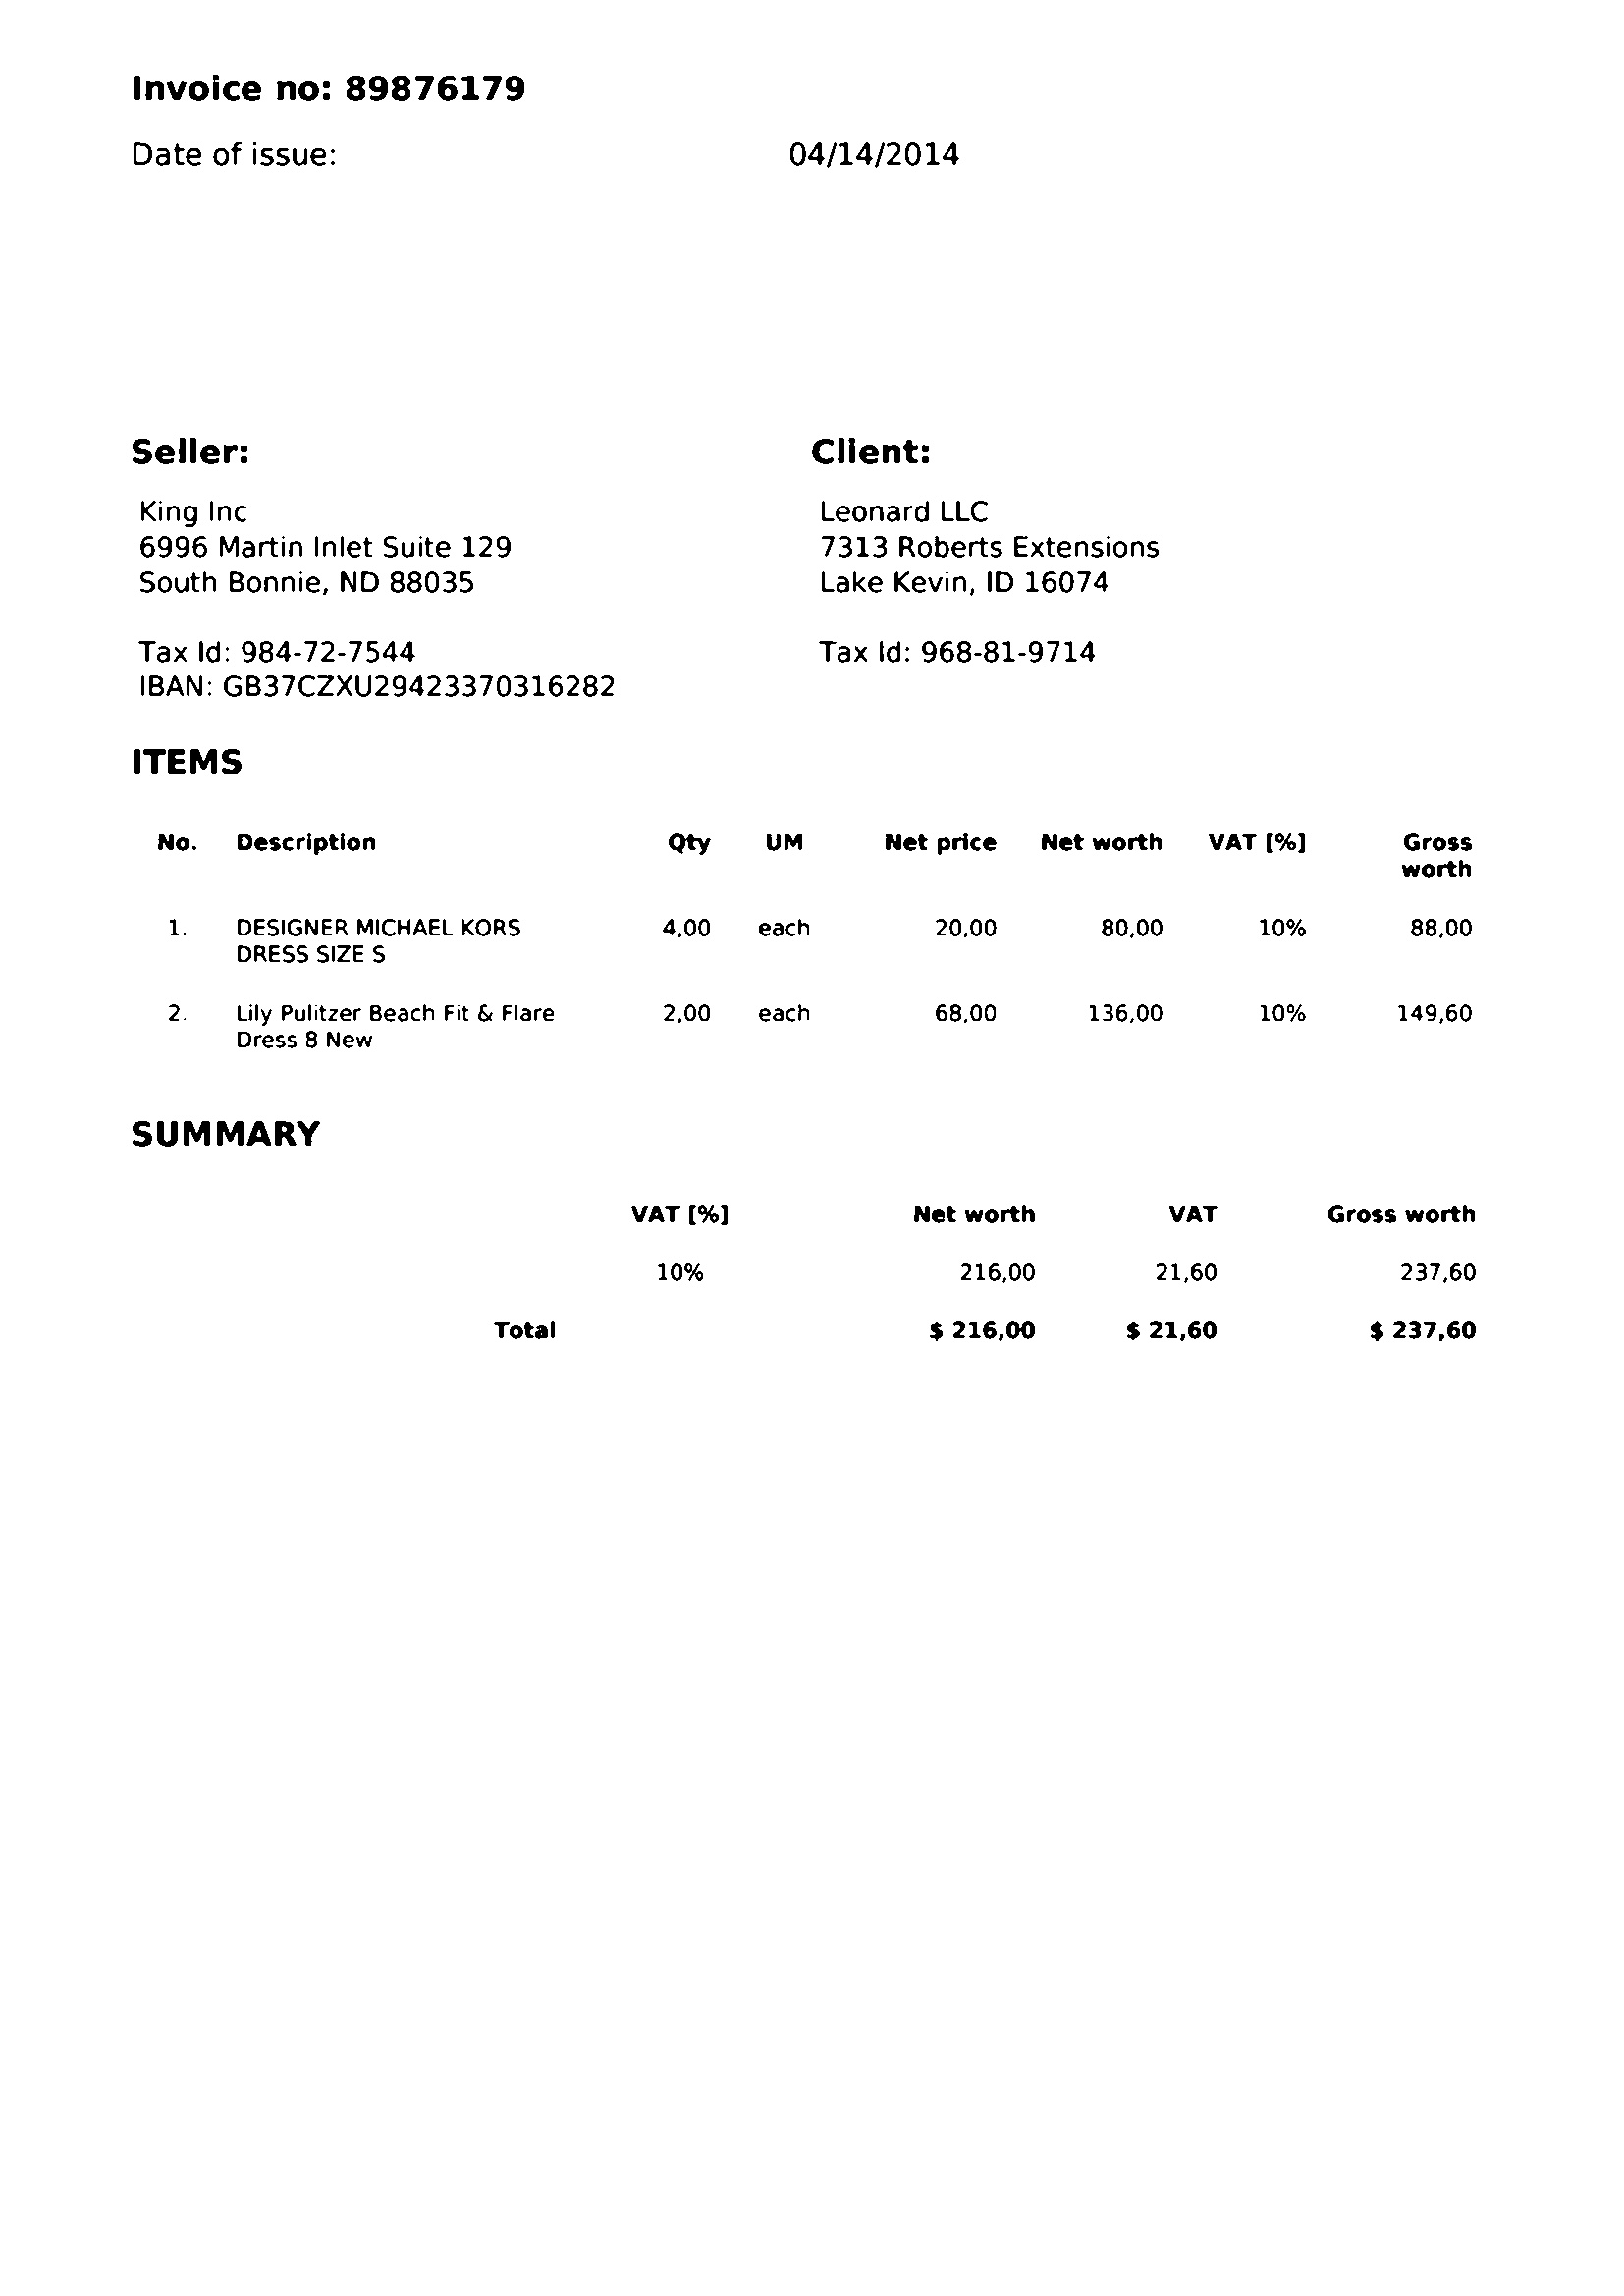 Invoice no: 89876179
Date of issue: 04/14/2014
Seller:
King Inc
6996 Martin Inlet Suite 129
South Bonnie, ND 88035
Tax Id: 984-72-7544
IBAN: GB37CZXU29423370316282
Client:
Leonard LLC
7313 Roberts Extensions
Lake Kevin, ID 16074
Tax Id: 968-81-9714
ITEMS
No. Description Qty UM Net price Net worth VAT [%] Gross
worth
1. DESIGNER MICHAEL KORS 4,00 each 20,00 80,00 10% 88,00
DRESS SIZE S
2. Lily Pulitzer Beach Fit & Flare 2,00 each 68,00 136,00 10% 149,60
Dress 8 New
SUMMARY
VAT [%] Net worth VAT Gross worth
10% 216,00 21,60 237,60
Total $ 216,00 $ 21,60 $ 237,60